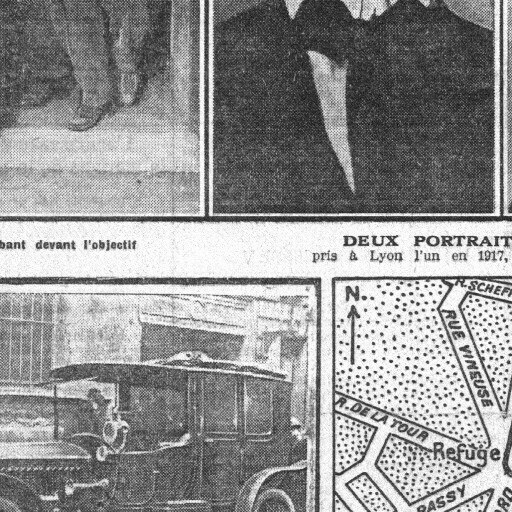 bant devant l'objectif
DEUX PORTRAIT
pris à Lyon l'un en 1917,
N.
R. SCHEFF
RUE VINEUSE
R. DE LA TOUR
Refuge
PASSY